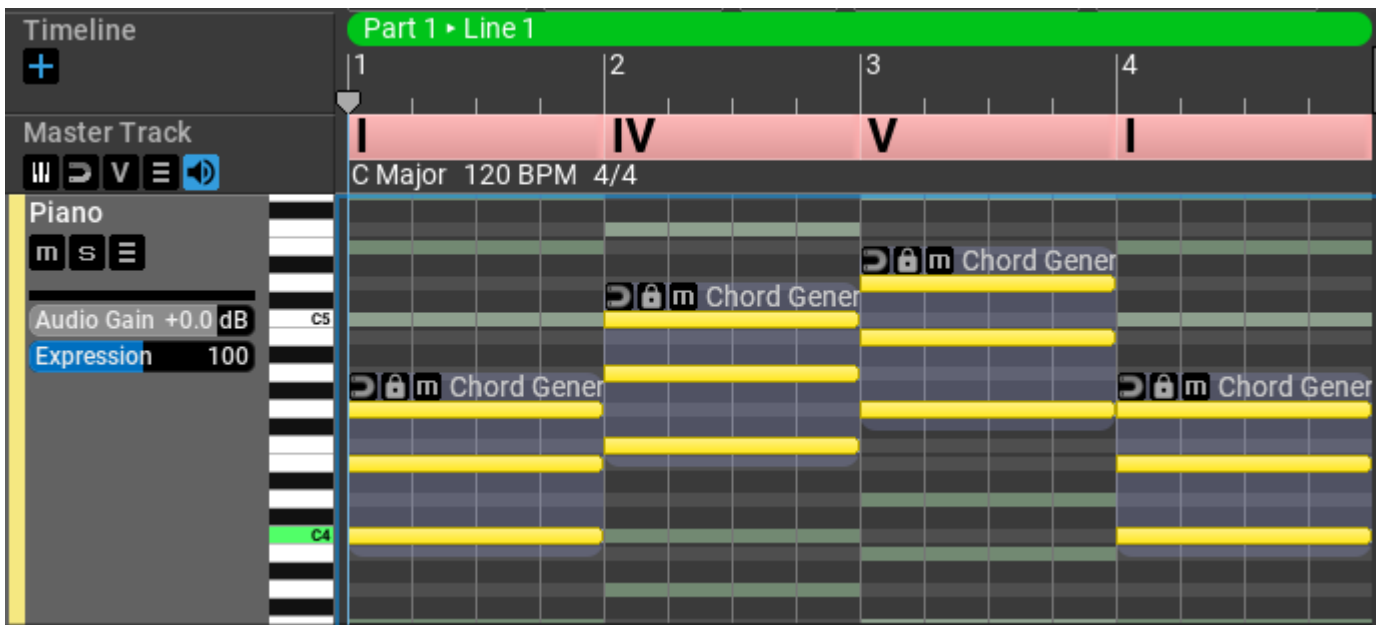 Timeline
Part 1 ▸ Line 1
+
1 2 3 4
Master Track
I IV V I
V
C Major 120 BPM 4/4
Piano
m s
m Chord Gener
m Chord Gener
Audio Gain +0.0 dB
C5
Expression 100
m Chord Gener
m Chord Gener
C4